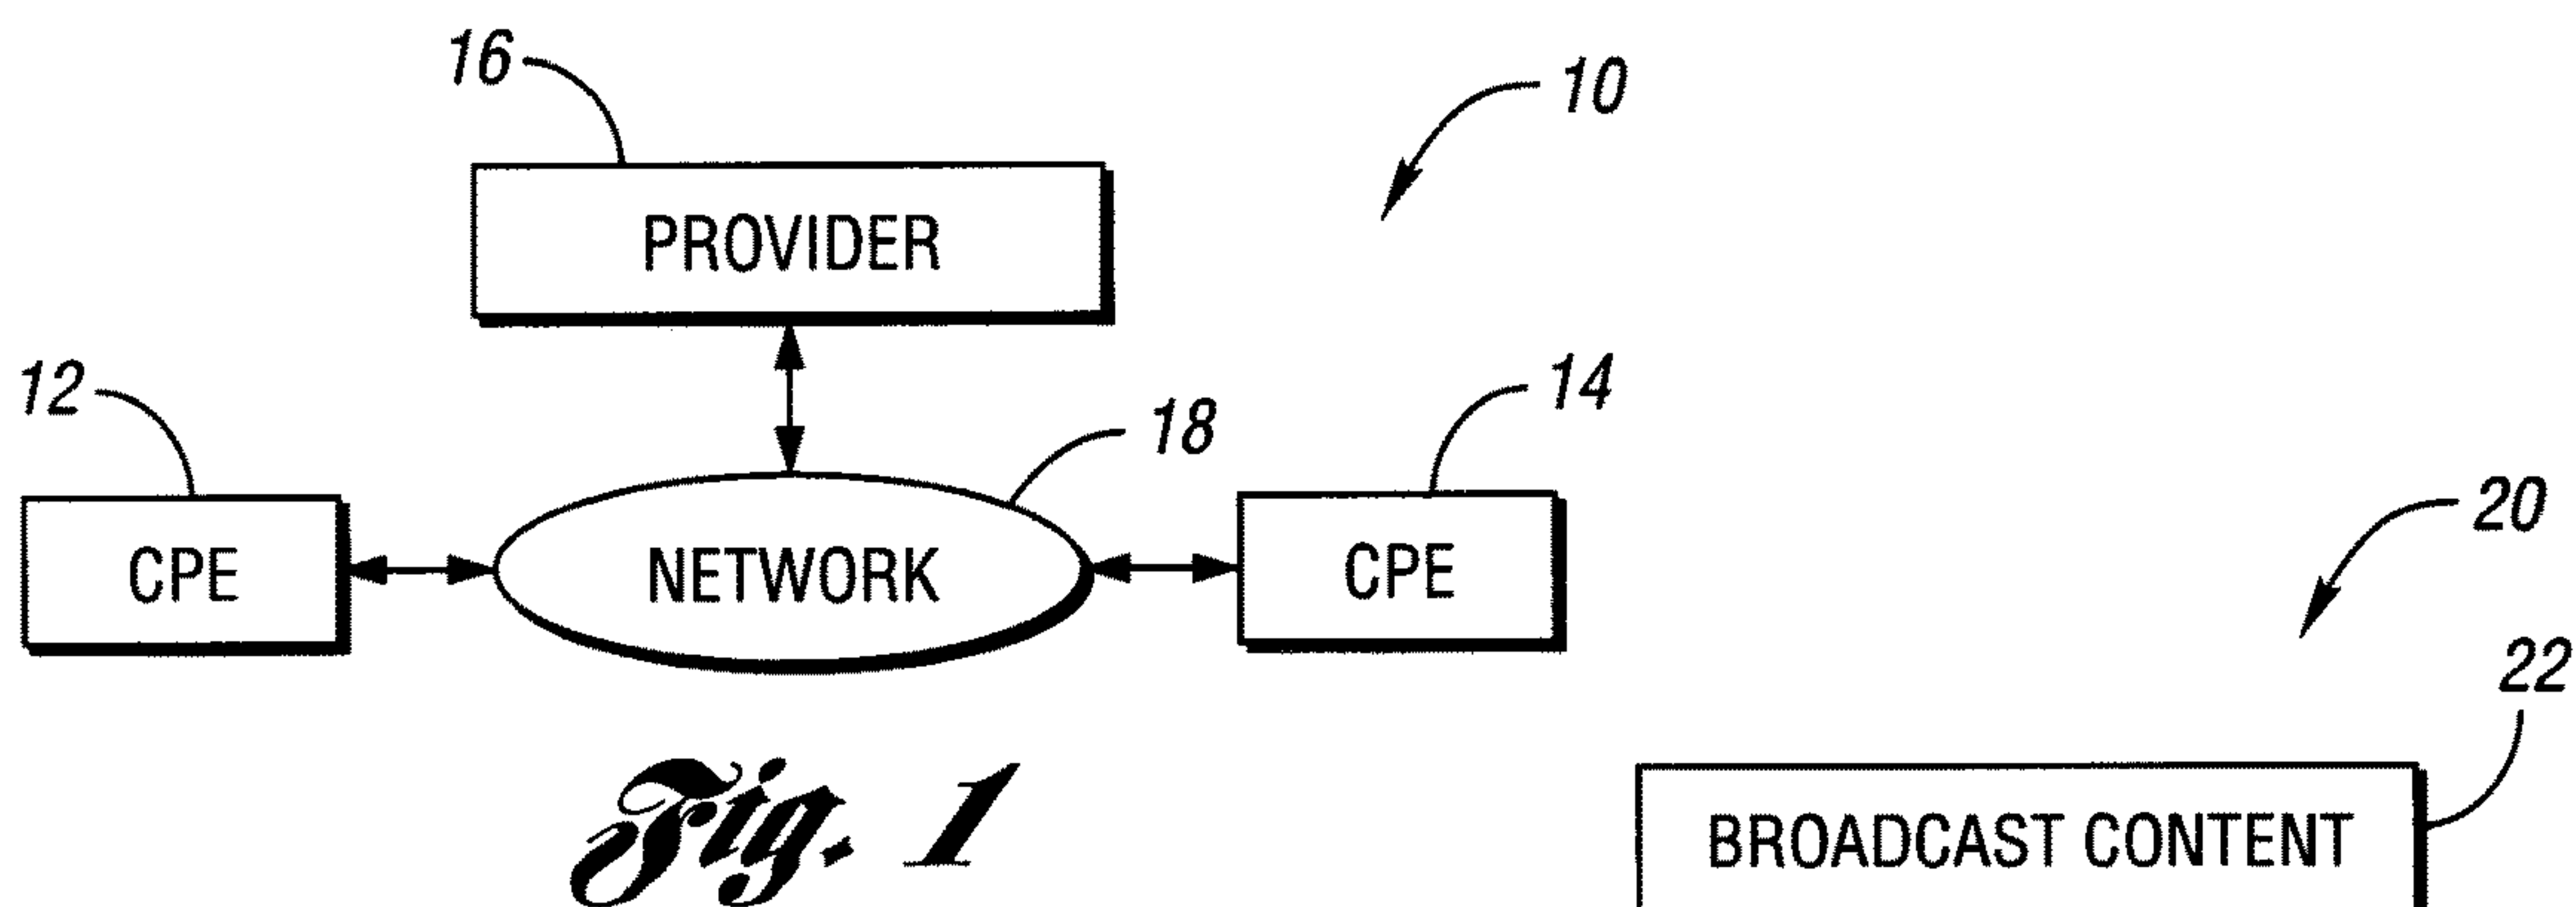 16
10
PROVIDER
12
18
14
CPE
NETWORK
CPE
20
22
Fig. 1
BROADCAST CONTENT